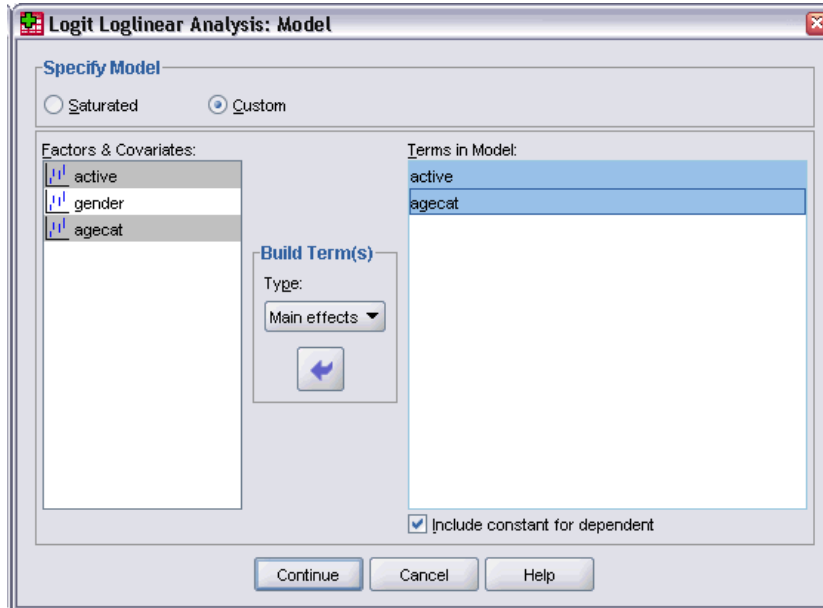 Logit Loglinear Analysis: Model
Specify Model
Saturated
Custom
Factors & Covariates:
active
gender
agecat
Build Term(s)
Type:
Main effects
Terms in Model:
active
agecat
Include constant for dependent
Continue
Cancel
Help